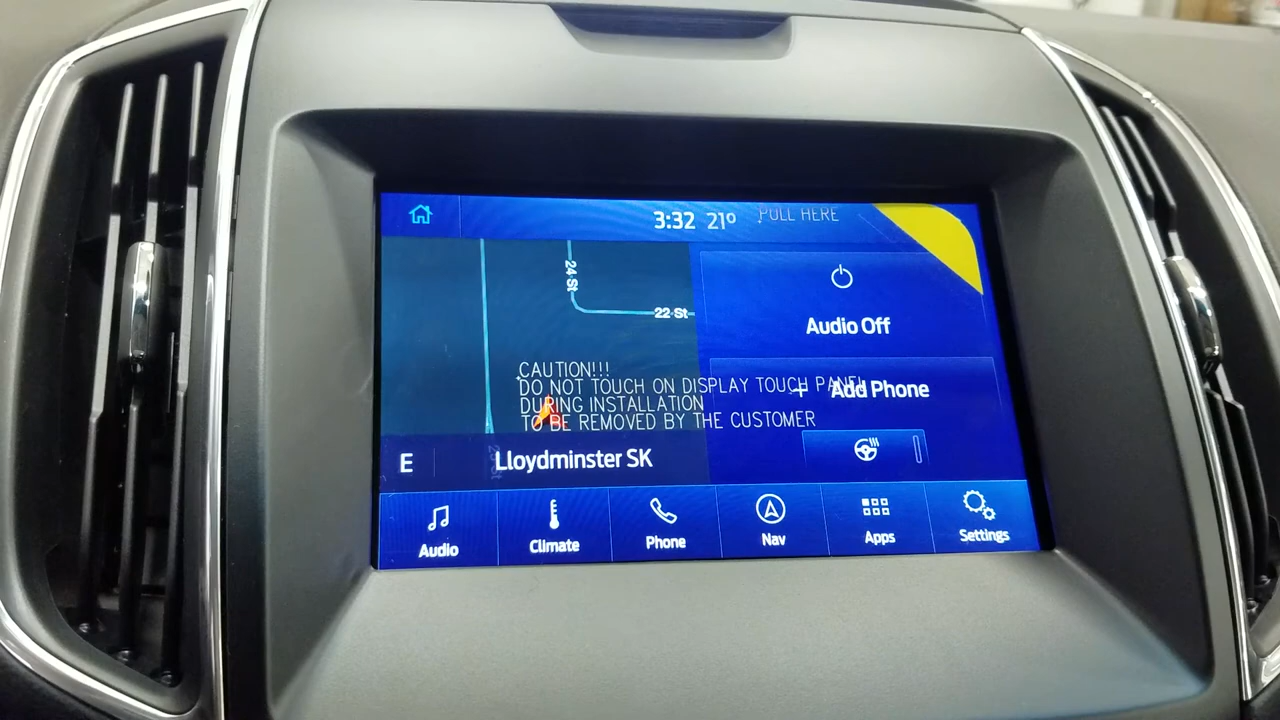 3:32 21°
PULL HERE
24 St
22 St
Audio Off
CAUTION!!!
DO NOT TOUCH ON DISPLAY TOUCH PANEL
DURING INSTALLATION
TO BE REMOVED BY THE CUSTOMER
+ Add Phone
E
Lloydminster SK
Audio
Climate
Phone
Nav
Apps
Settings